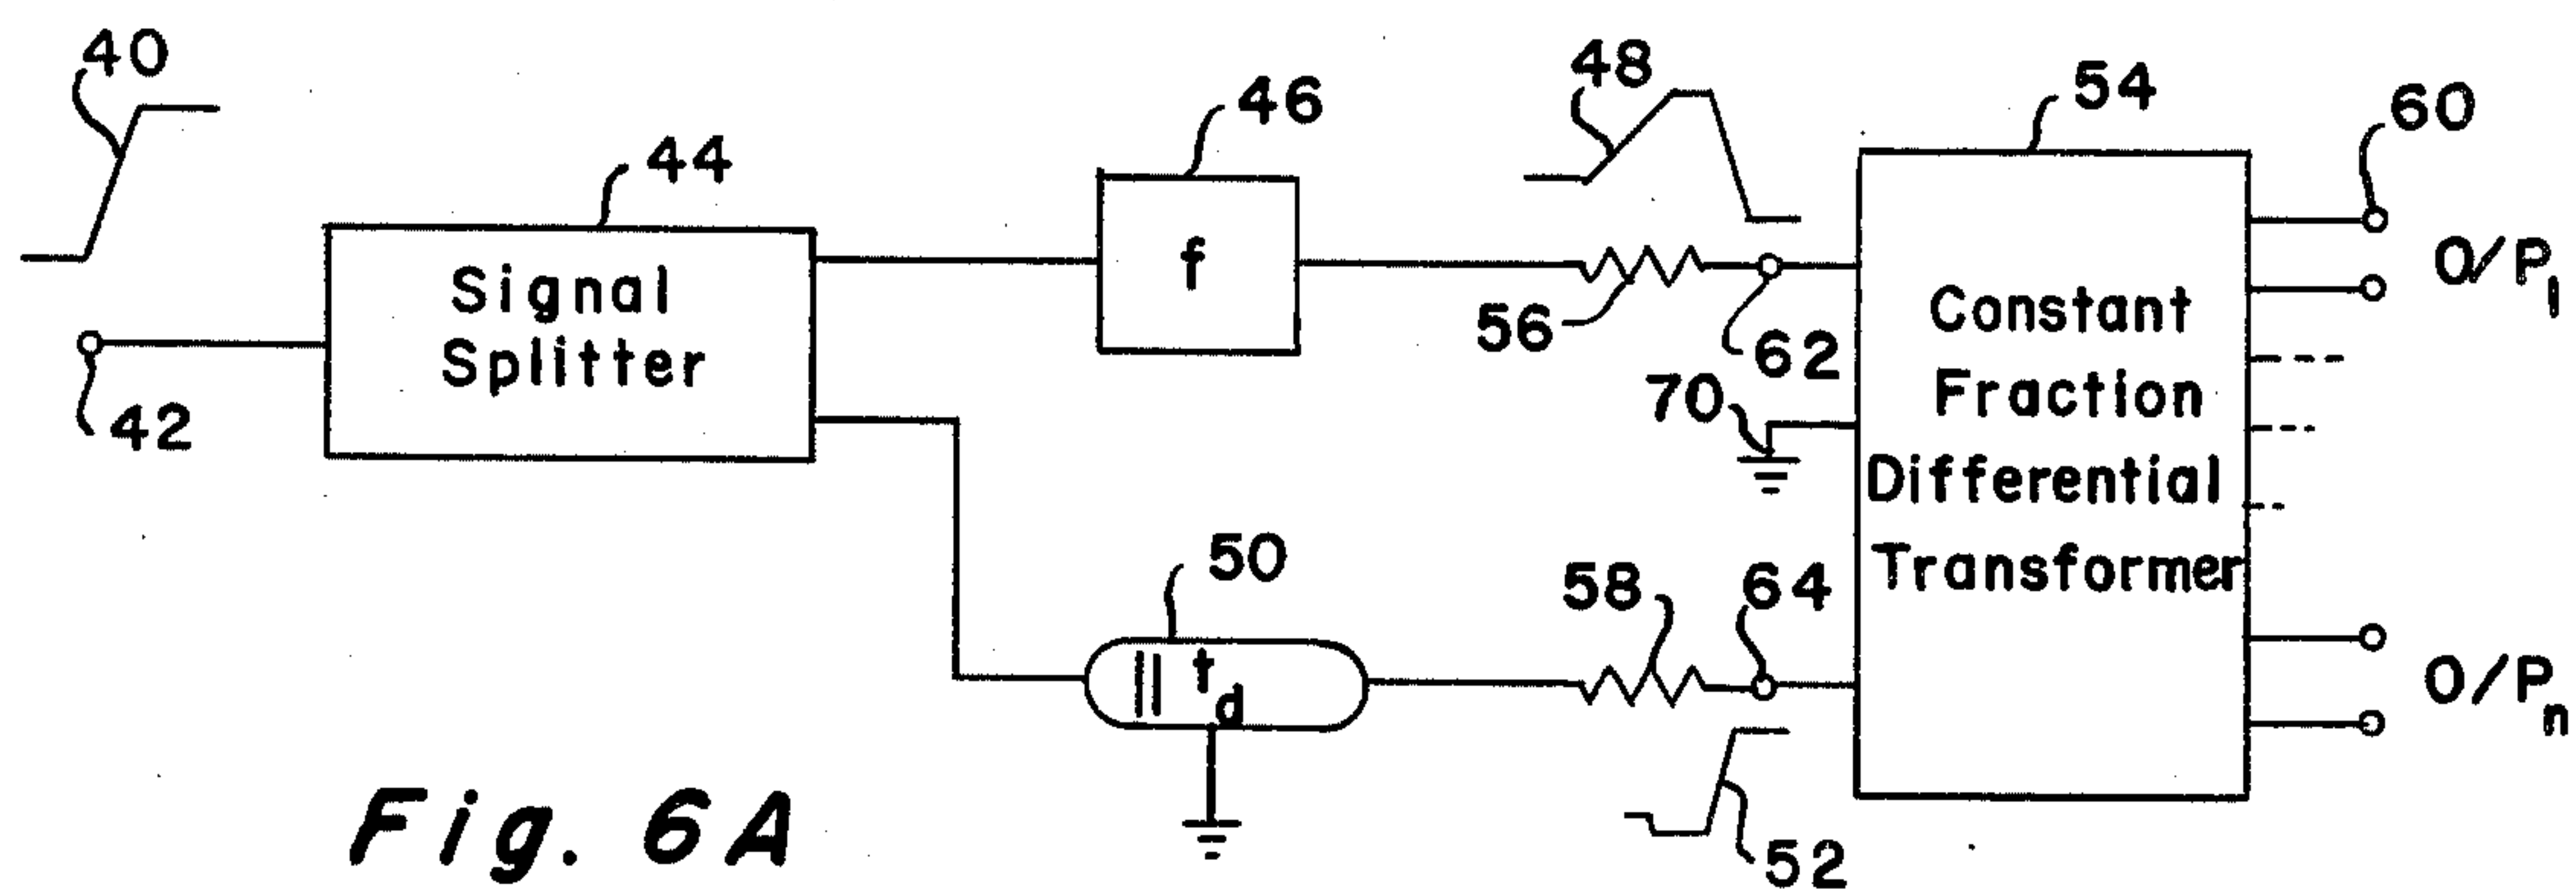 40
48
54
60
46
44
f
Signal
Splitter
O/P1
56
62
42
70
Constant
Fraction
Differential
Transformer
50
58
64
td
O/Pn
52
Fig. 6A